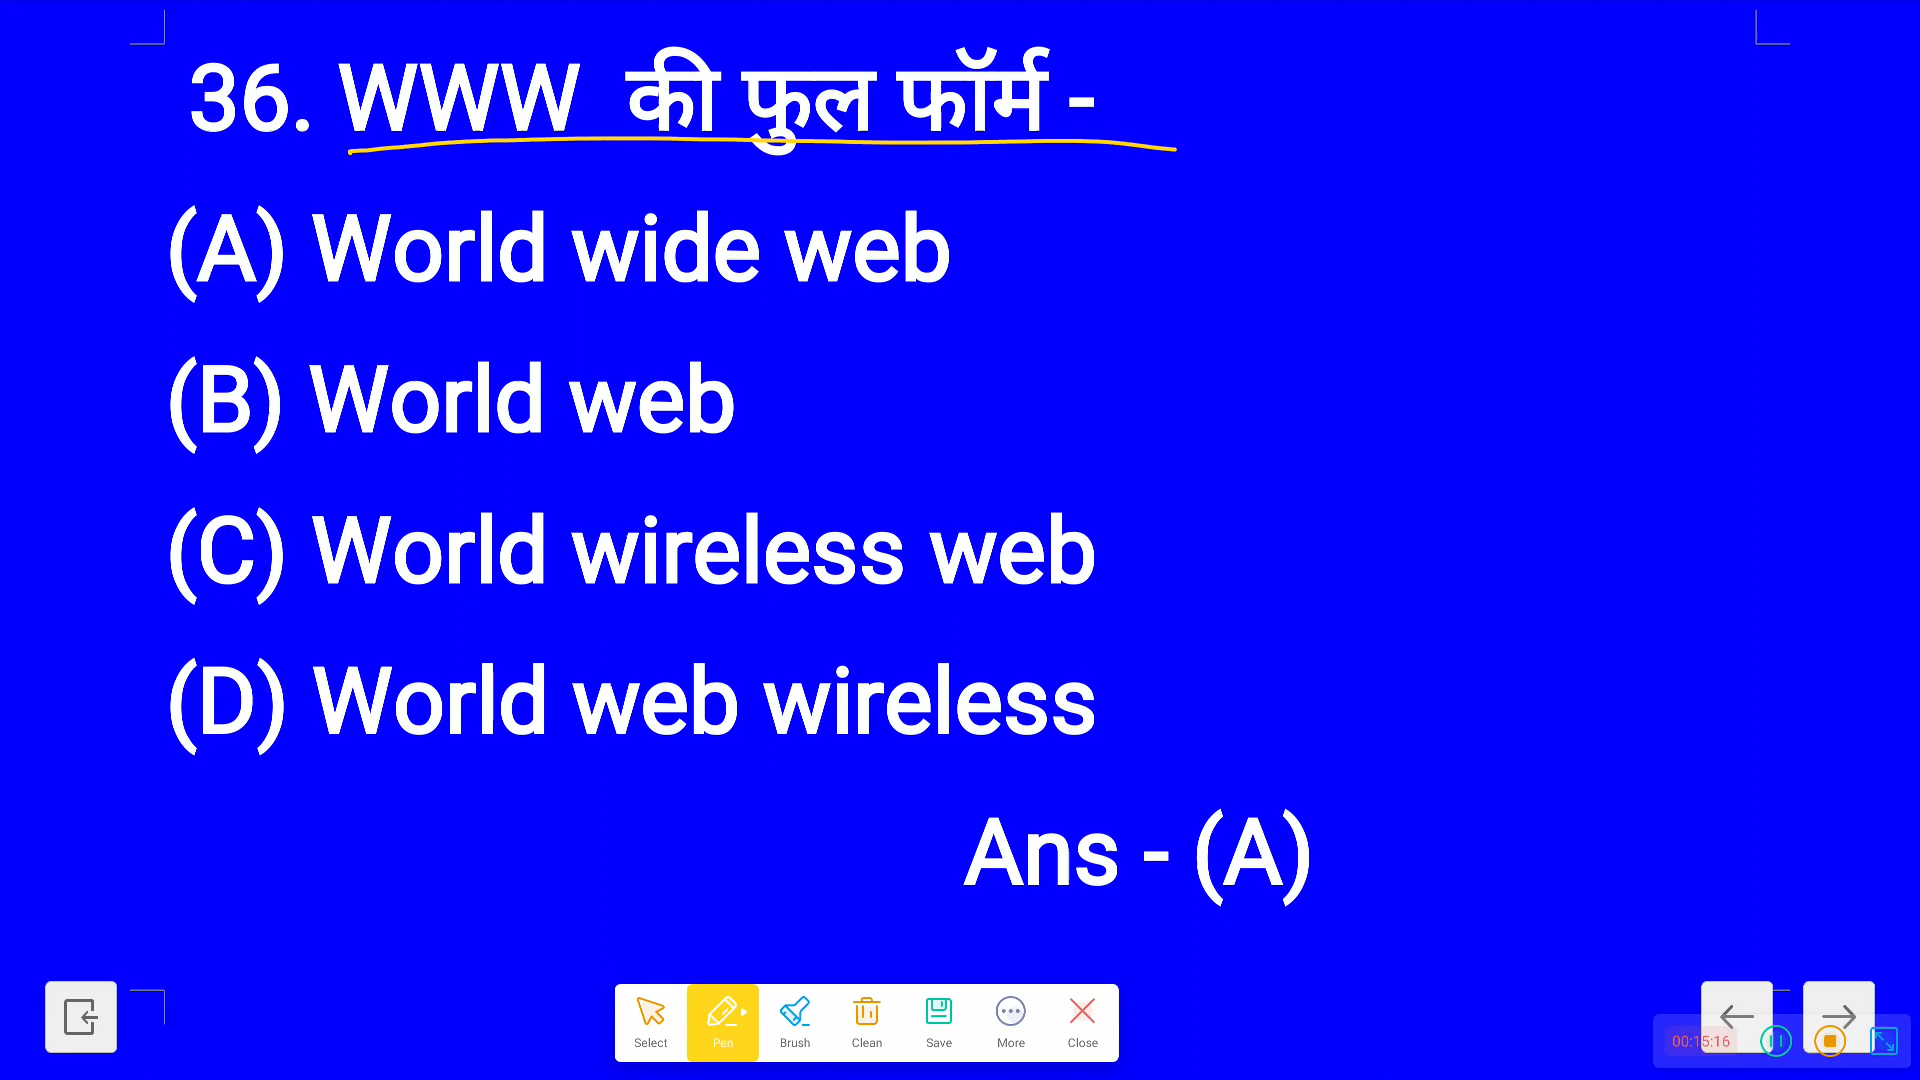 36. WWW की फुल फॉर्म -
(A) World wide web
(B) World web
(C) World wireless web
(D) World web wireless
Ans - (A)
Select Pen Brush Clean Save More Close
00:15:16